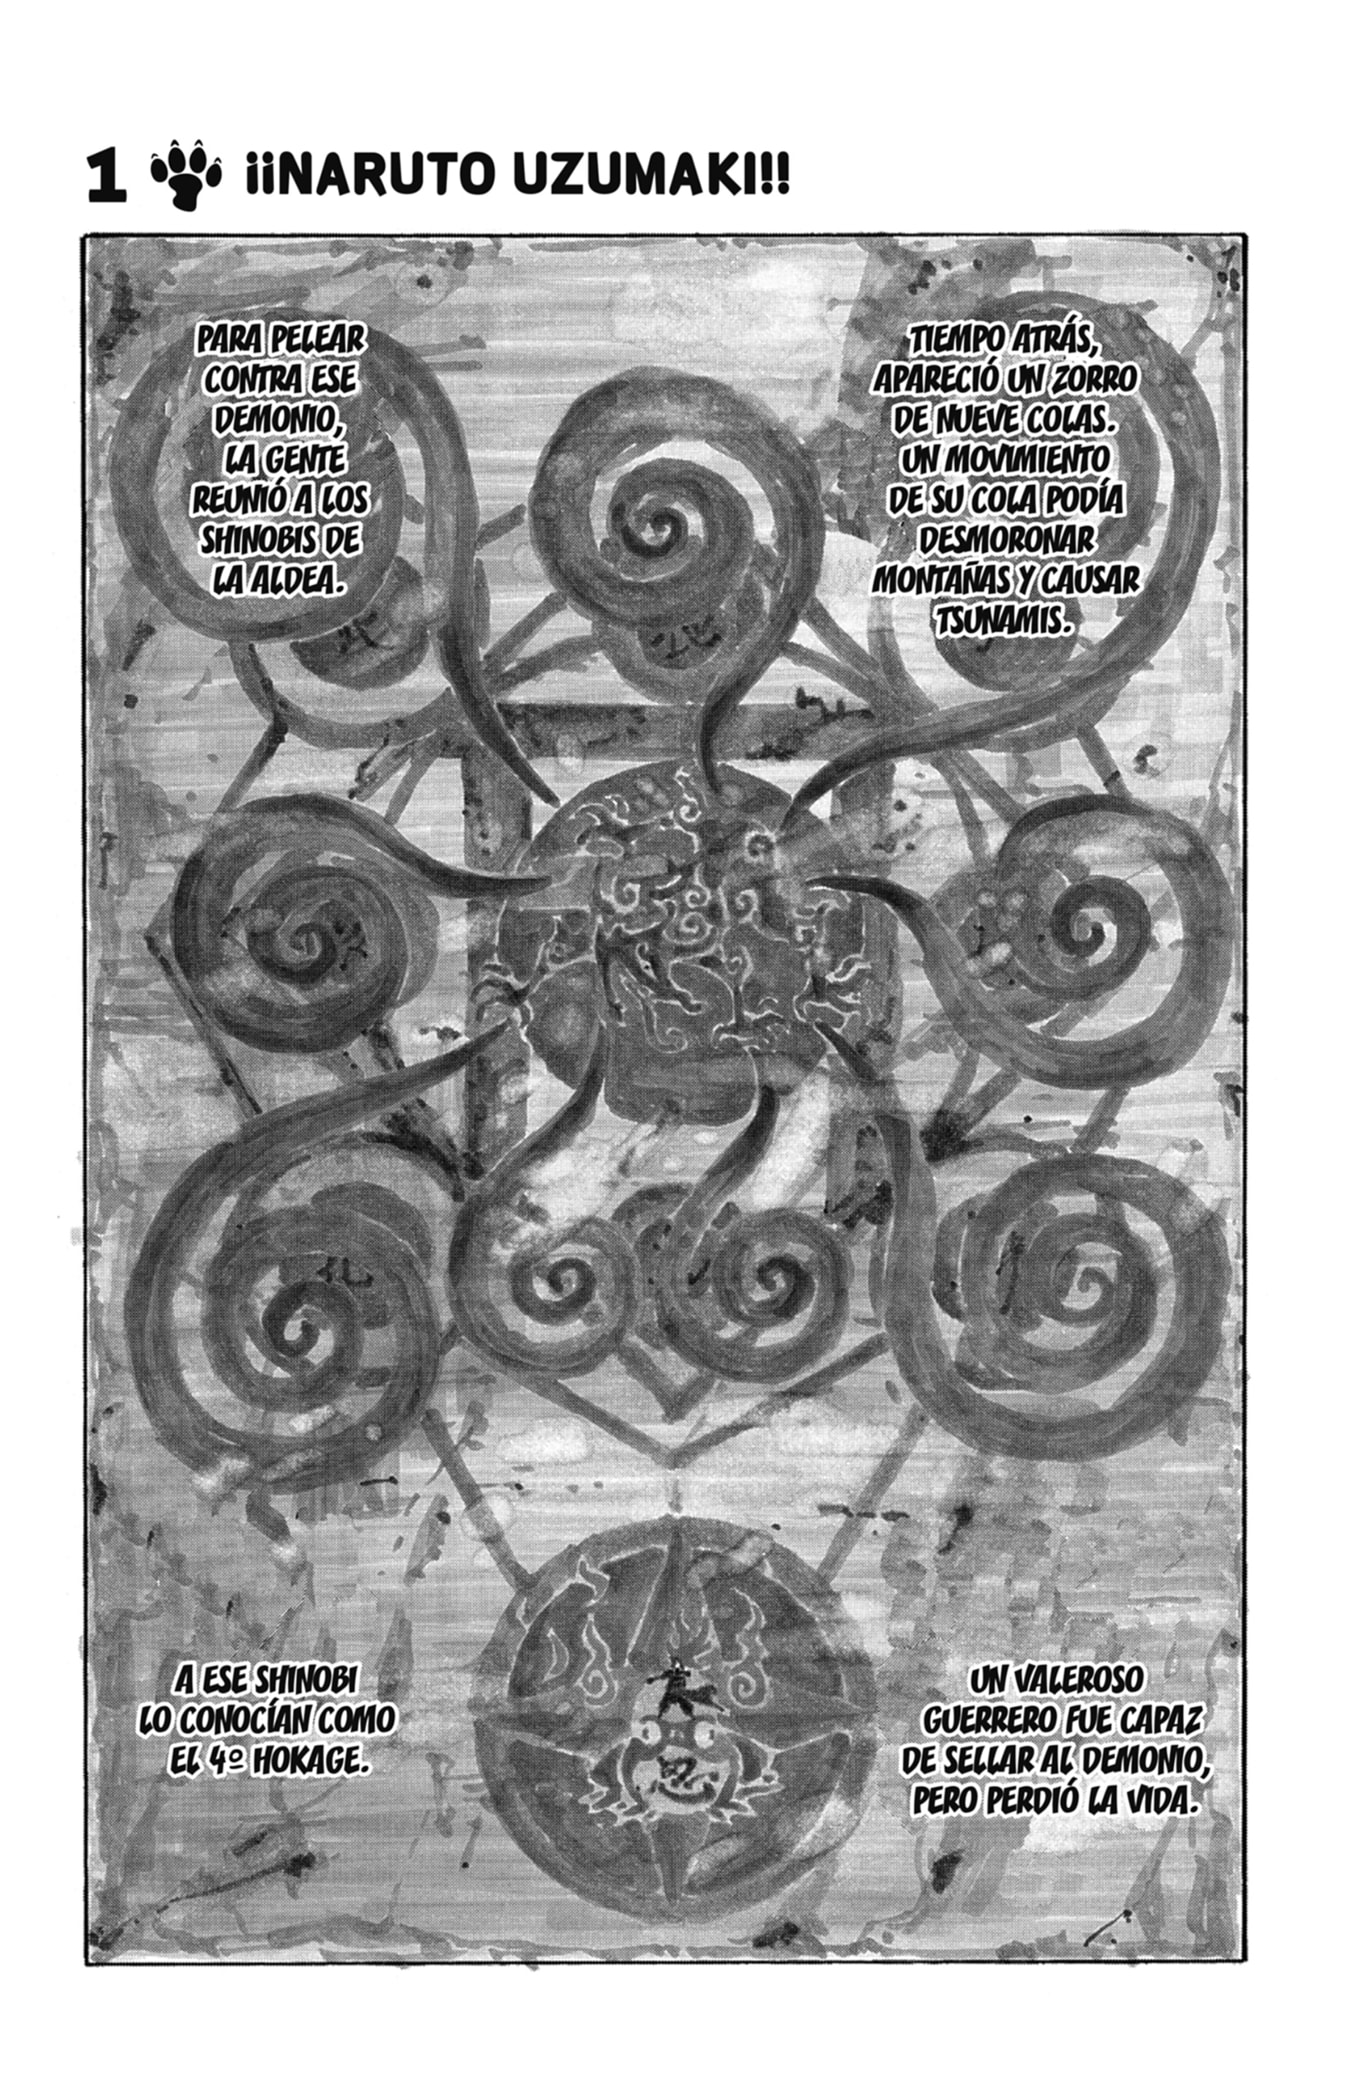 1 ¡¡NARUTO UZUMAKI!!
TIEMPO ATRÁS,
APARECIÓ UN ZORRO
DE NUEVE COLAS.
UN MOVIMIENTO
DE SU COLA PODÍA
DESMORONAR
MONTAÑAS Y CAUSAR
TSUNAMIS.
PARA PELEAR
CONTRA ESE
DEMONIO,
LA GENTE
REUNIÓ A LOS
SHINOBIS DE
LA ALDEA.
UN VALEROSO
GUERRERO FUE CAPAZ
DE SELLAR AL DEMONIO,
PERO PERDIÓ LA VIDA.
A ESE SHINOBI
LO CONOCÍAN COMO
EL 4º HOKAGE.